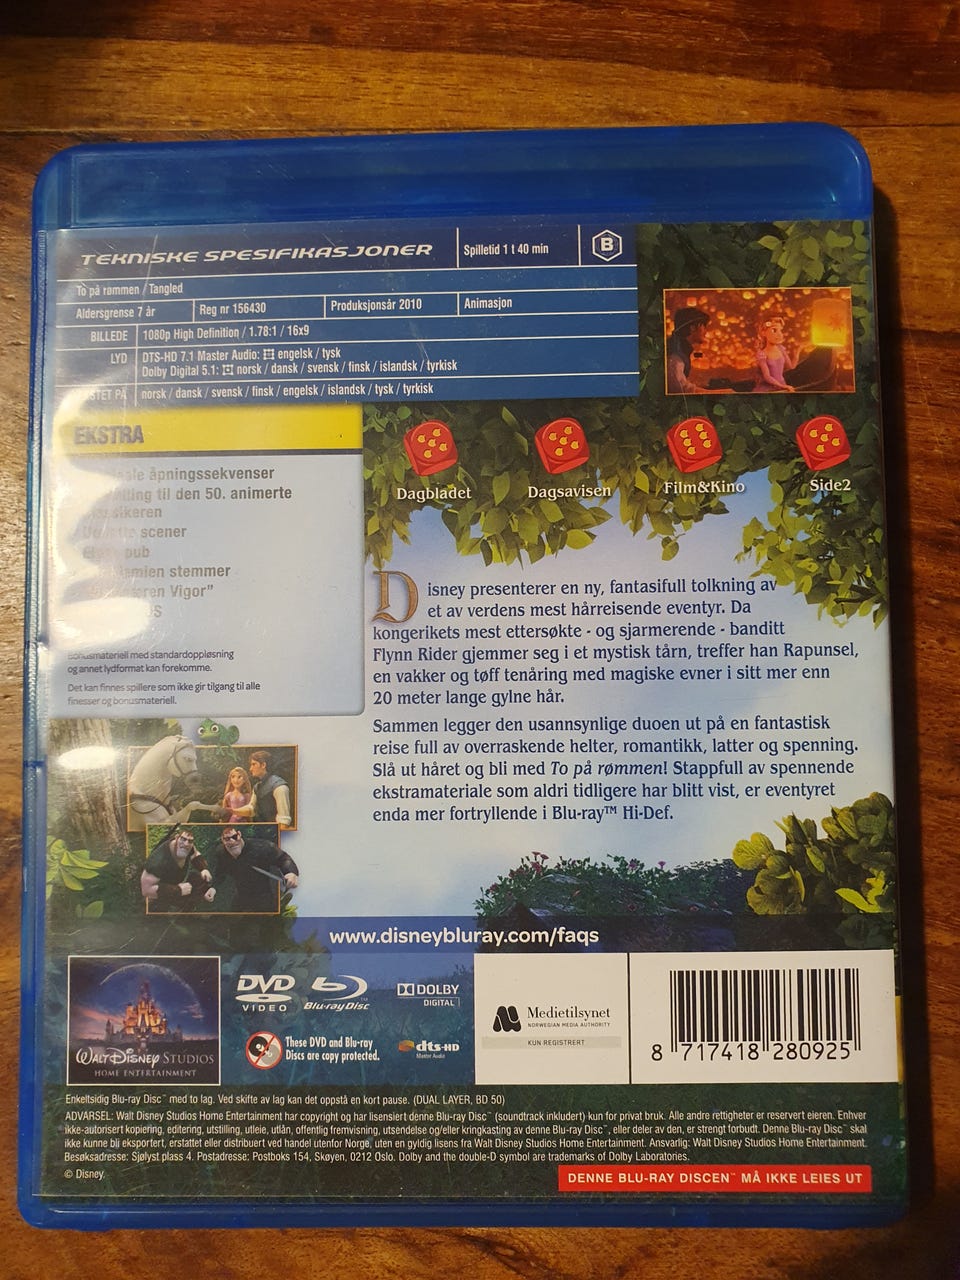 TEKNISKE SPESIFIKASJONER
Spilletid 1 t 40 min
B
To på rømmen / Tangled
Aldersgrense 7 år
Reg nr 156430
Produksjonsår 2010
Animasjon
BILLEDE 1080p High Definition / 1.78:1 / 16x9
LYD DTS-HD 7.1 Master Audio: engelsk / tysk
Dolby Digital 5.1: norsk / dansk / svensk / finsk / islandsk / tyrkisk
PÅ norsk / dansk / svensk / finsk / engelsk / islandsk / tysk / tyrkisk
EKSTRA
åpningssekvenser
til den 50. animerte
scener
stemmer
Vigor”
Bonusmateriell med standardoppløsning
og annet lydformat kan forekomme.
Det kan finnes spillere som ikke gir tilgang til alle
finesser og bonusmateriell.
Dagbladet
Dagsavisen
Film&Kino
Side2
Disney presenterer en ny, fantasifull tolkning av
et av verdens mest hårreisende eventyr. Da
kongerikets mest ettersøkte - og sjarmerende - banditt
Flynn Rider gjemmer seg i et mystisk tårn, treffer han Rapunsel,
en vakker og tøff tenåring med magiske evner i sitt mer enn
20 meter lange gylne hår.
Sammen legger den usannsynlige duoen ut på en fantastisk
reise full av overraskende helter, romantikk, latter og spenning.
Slå ut håret og bli med To på rømmen! Stappfull av spennende
ekstramateriale som aldri tidligere har blitt vist, er eventyret
enda mer fortryllende i Blu-ray™ Hi-Def.
www.disneybluray.com/faqs
WALT DISNEY STUDIOS
HOME ENTERTAINMENT
DVD
VIDEO
Blu-ray Disc™
DOLBY
DIGITAL
These DVD and Blu-ray
Discs are copy protected.
dts-HD
Master Audio
Medietilsynet
NORWEGIAN MEDIA AUTHORITY
KUN REGISTRERT
8 717418 280925
Enkeltsidig Blu-ray Disc™ med to lag. Ved skifte av lag kan det oppstå en kort pause. (DUAL LAYER, BD 50)
ADVARSEL: Walt Disney Studios Home Entertainment har copyright og har lisensiert denne Blu-ray Disc™ (soundtrack inkludert) kun for privat bruk. Alle andre rettigheter er reservert eieren. Enhver
ikke-autorisert kopiering, editering, utstilling, utleie, utlån, offentlig fremvisning, utsendelse og/eller kringkasting av denne Blu-ray Disc™, eller deler av den, er strengt forbudt. Denne Blu-ray Disc™ skal
ikke kunne bli eksportert, erstattet eller distribuert ved handel utenfor Norge, uten en gyldig lisens fra Walt Disney Studios Home Entertainment. Ansvarlig: Walt Disney Studios Home Entertainment.
Besøksadresse: Sjølyst plass 4. Postadresse: Postboks 154, Skøyen, 0212 Oslo. Dolby and the double-D symbol are trademarks of Dolby Laboratories.
© Disney.
DENNE BLU-RAY DISCEN™ MÅ IKKE LEIES UT